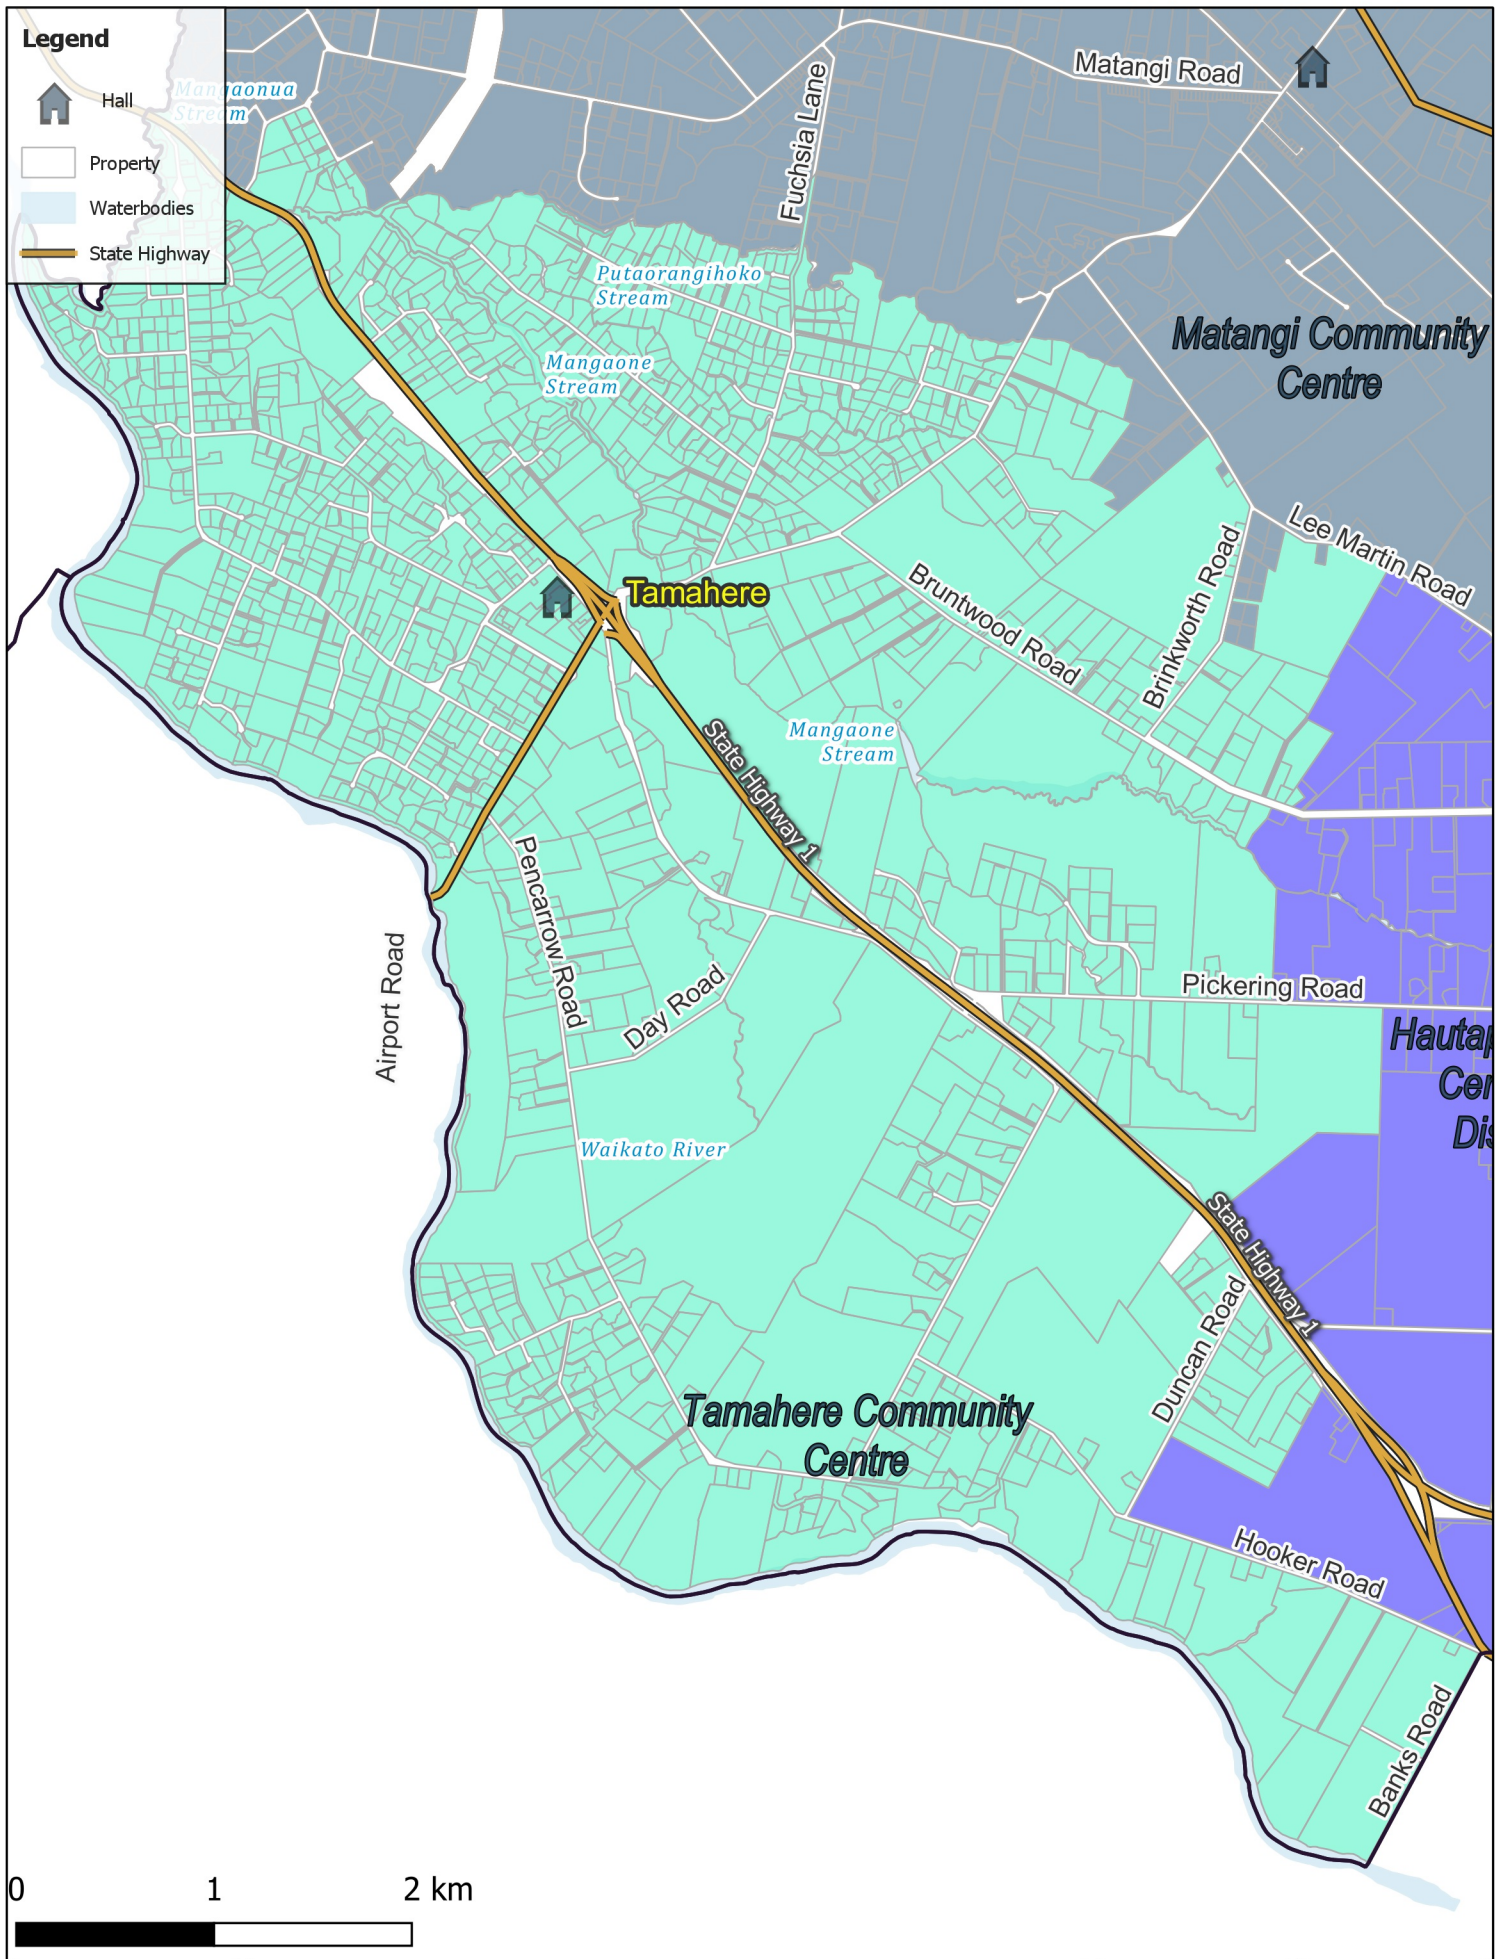 Legend
Hall
Property
Waterbodies
State Highway
Mangaonua
Stream
Matangi Road
Fuchsia Lane
Putaorangihoko
Stream
Mangaone
Stream
Matangi Community
Centre
Lee Martin Road
Brinkworth Road
Bruntwood Road
Tamahere
Mangaone
Stream
State Highway 1
Pencarrow Road
Day Road
Airport Road
Pickering Road
Hautap
Cen
Dis
Waikato River
State Highway 1
Duncan Road
Tamahere Community
Centre
Hooker Road
Banks Road
0 1 2 km